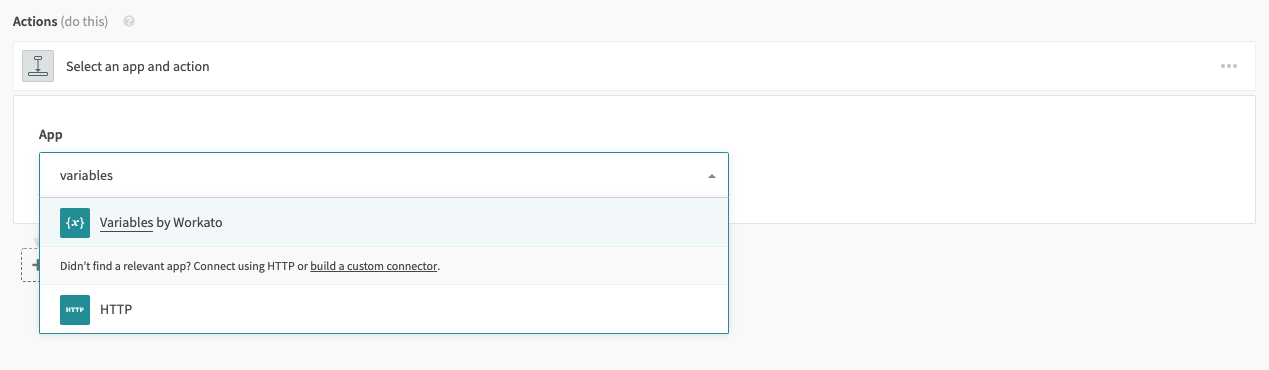 Actions (do this) ?
Select an app and action
App
variables
{x} Variables by Workato
Didn't find a relevant app? Connect using HTTP or build a custom connector.
HTTP HTTP